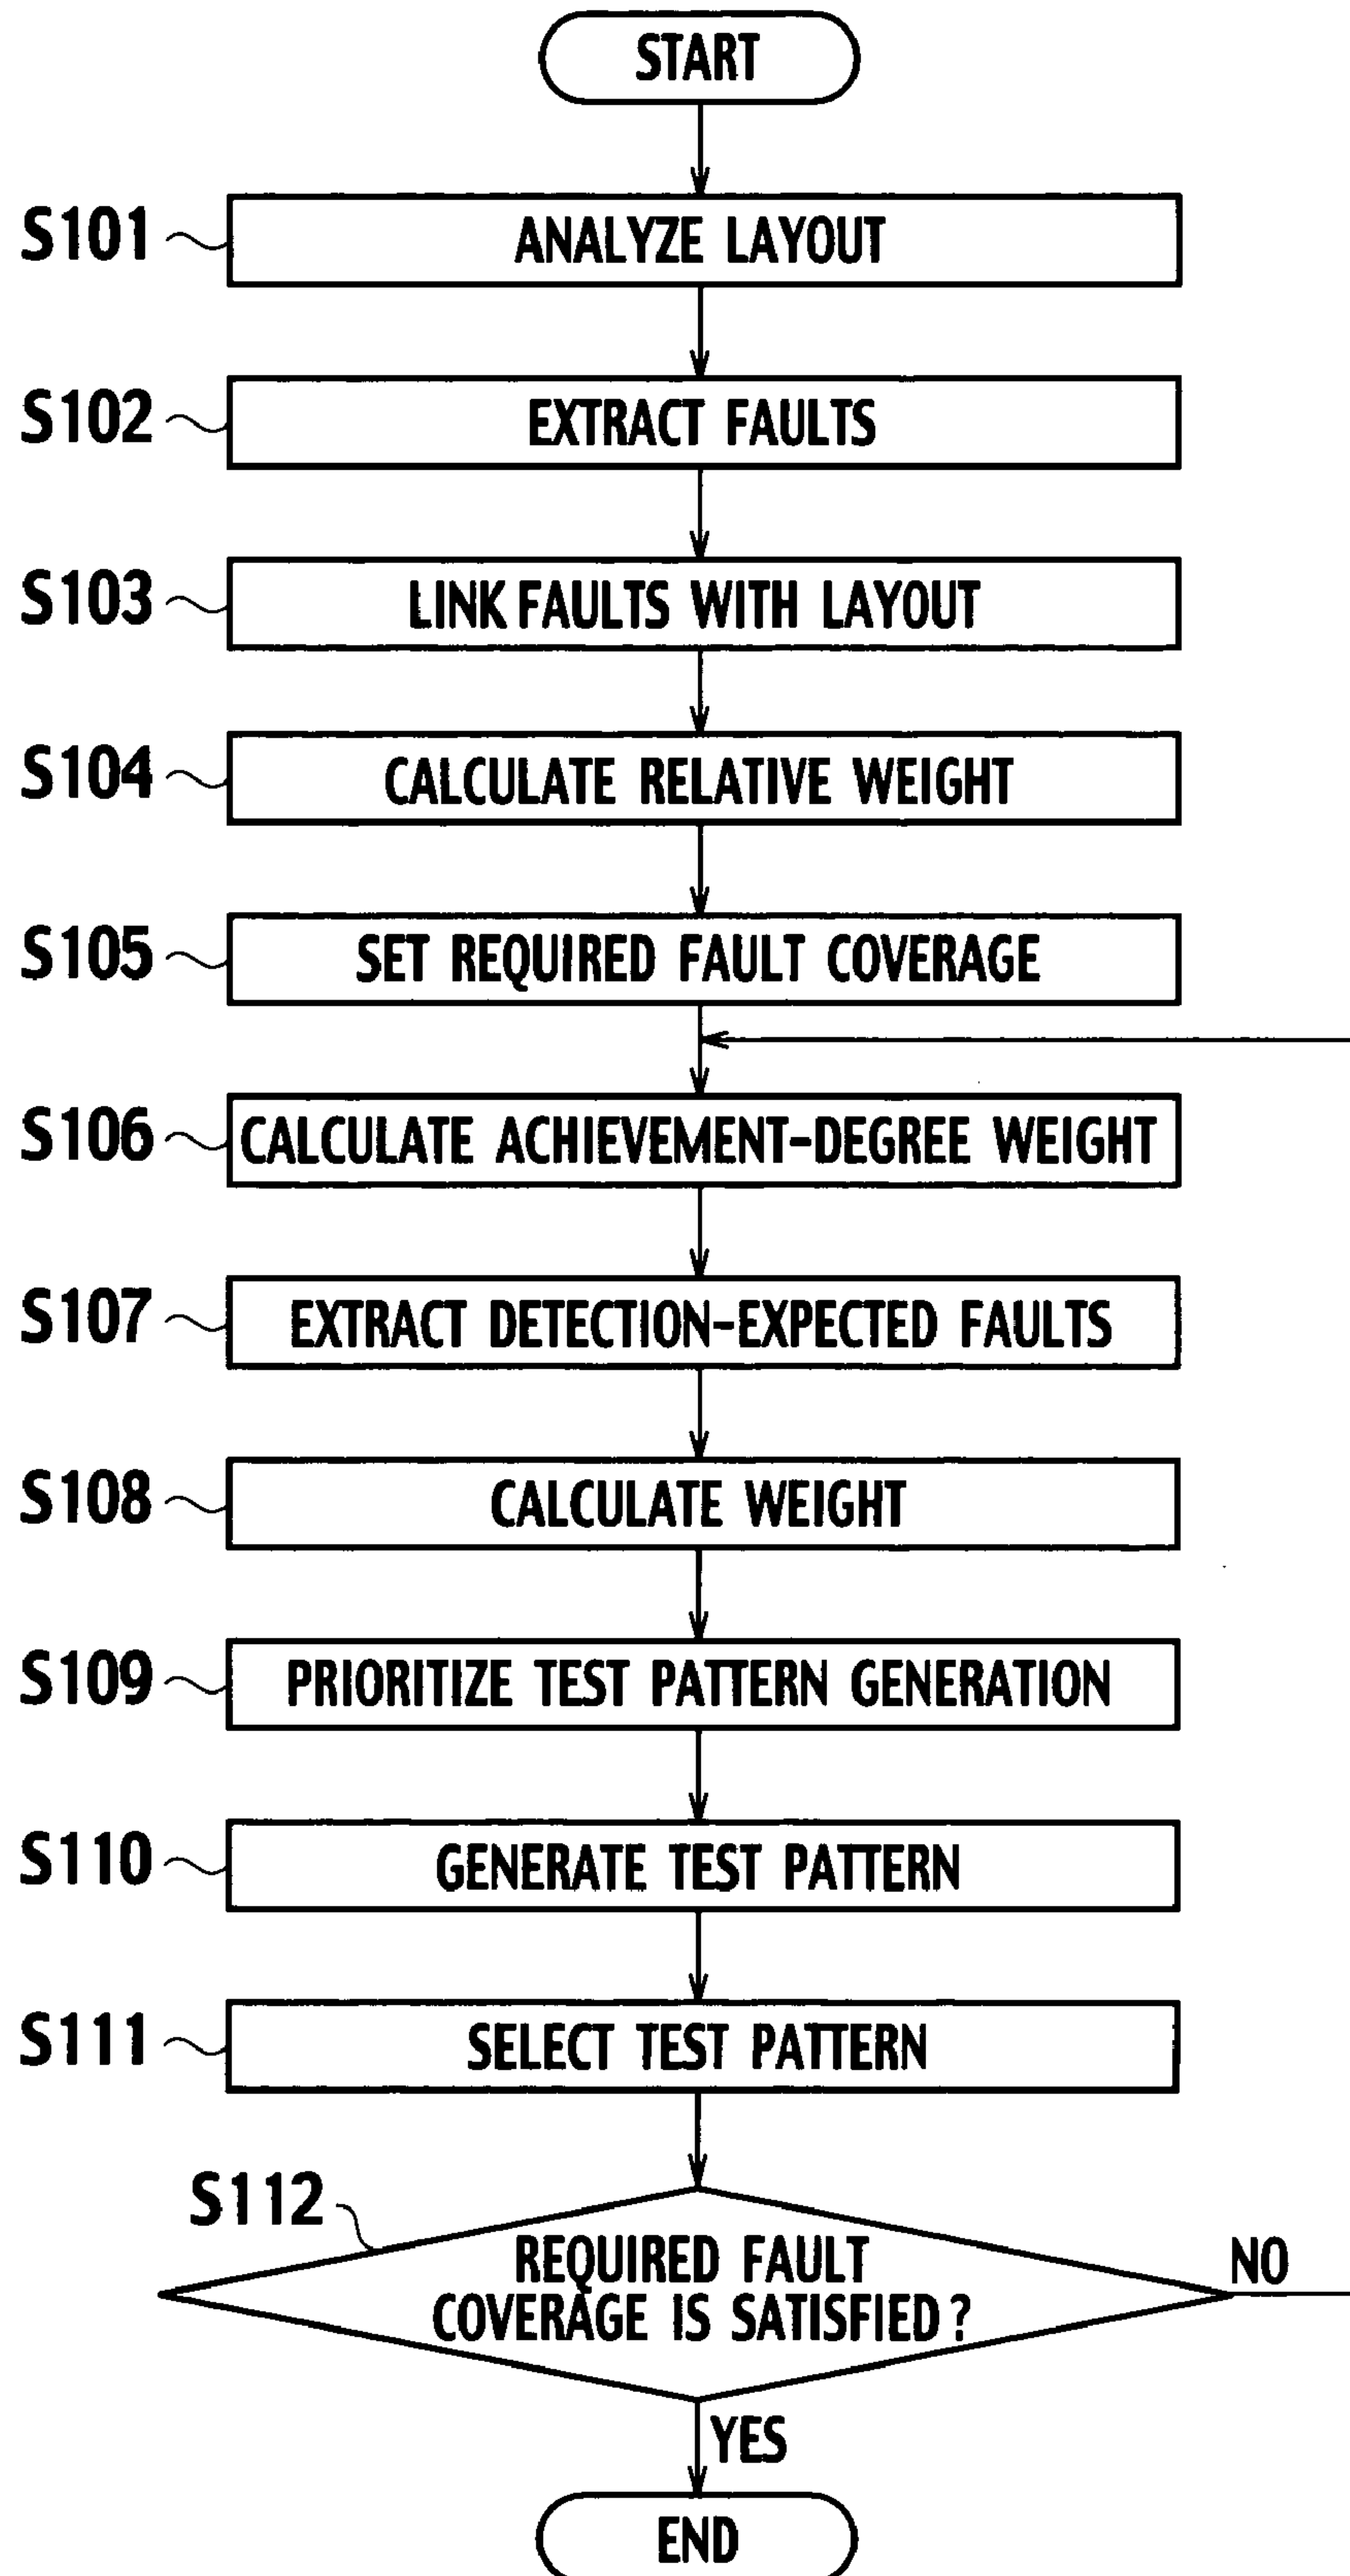 START
S101
ANALYZE LAYOUT
S102
EXTRACT FAULTS
S103
LINK FAULTS WITH LAYOUT
S104
CALCULATE RELATIVE WEIGHT
S105
SET REQUIRED FAULT COVERAGE
S106
CALCULATE ACHIEVEMENT-DEGREE WEIGHT
S107
EXTRACT DETECTION-EXPECTED FAULTS
S108
CALCULATE WEIGHT
S109
PRIORITIZE TEST PATTERN GENERATION
S110
GENERATE TEST PATTERN
S111
SELECT TEST PATTERN
S112
REQUIRED FAULT
COVERAGE IS SATISFIED?
NO
YES
END